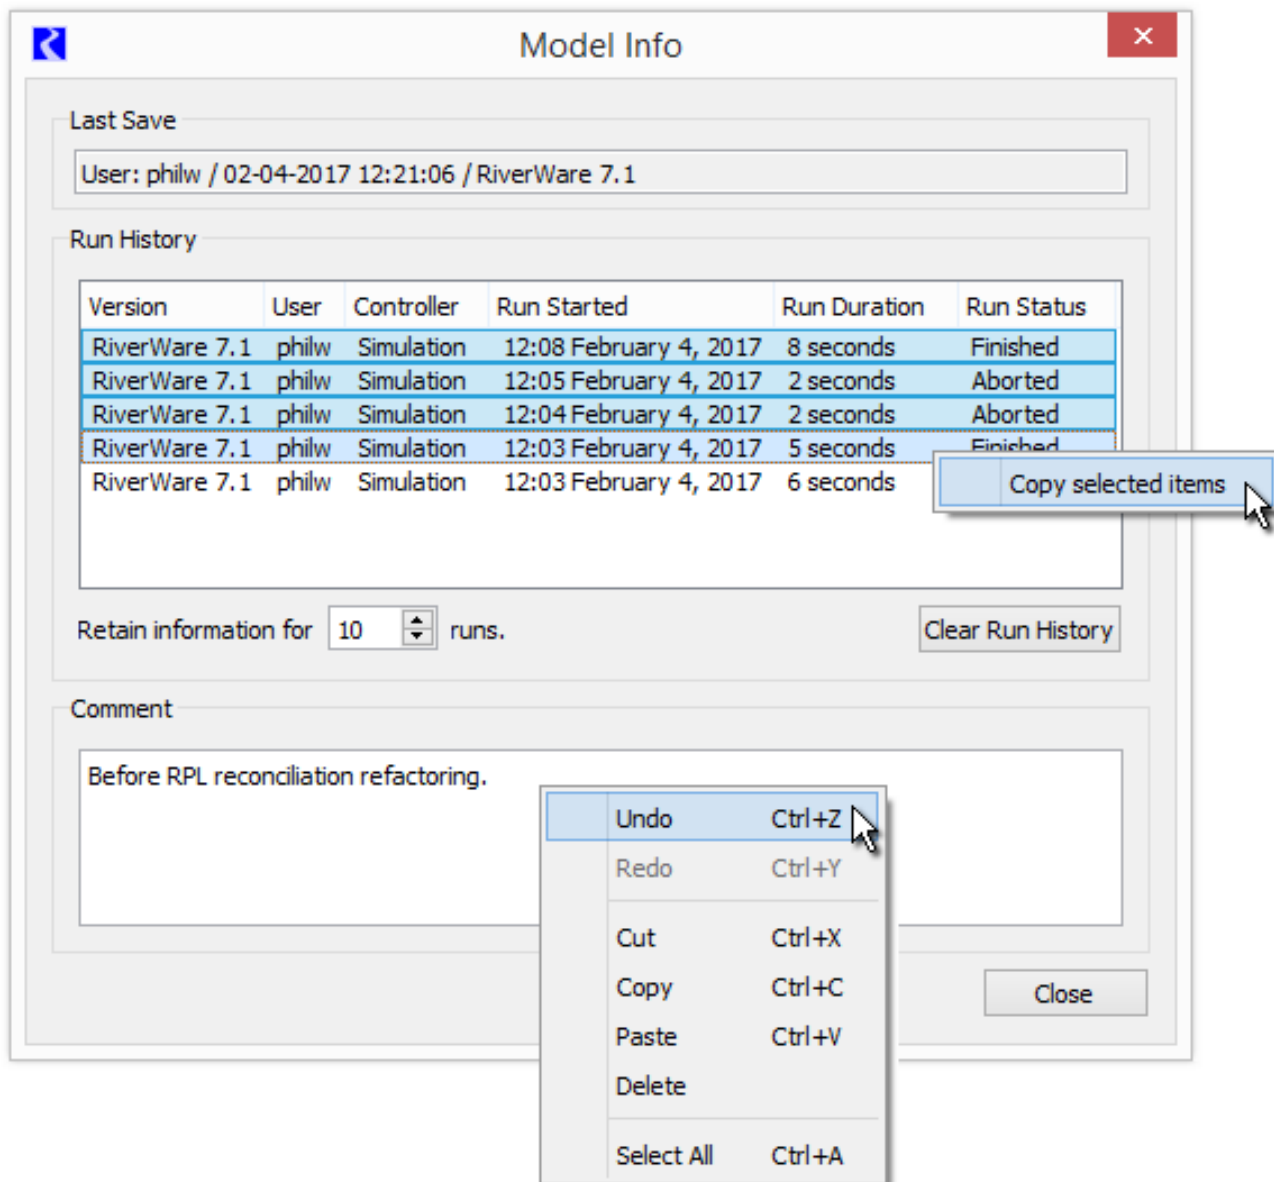 Model Info
Last Save
User: philw / 02-04-2017 12:21:06 / RiverWare 7.1
Run History
Version User Controller Run Started Run Duration Run Status
RiverWare 7.1 philw Simulation 12:08 February 4, 2017 8 seconds Finished
RiverWare 7.1 philw Simulation 12:05 February 4, 2017 2 seconds Aborted
RiverWare 7.1 philw Simulation 12:04 February 4, 2017 2 seconds Aborted
RiverWare 7.1 philw Simulation 12:03 February 4, 2017 5 seconds Finished
RiverWare 7.1 philw Simulation 12:03 February 4, 2017 6 seconds
Copy selected items
Retain information for 10 runs.
Clear Run History
Comment
Before RPL reconciliation refactoring.
Undo Ctrl+Z
Redo Ctrl+Y
Cut Ctrl+X
Copy Ctrl+C
Paste Ctrl+V
Delete
Select All Ctrl+A
Close